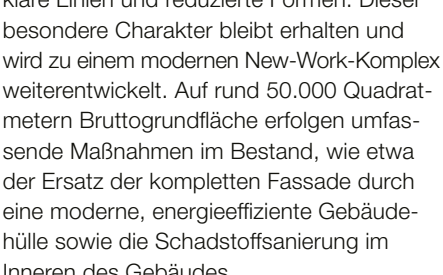 klare Linien und reduzierte Formen. Dieser
besondere Charakter bleibt erhalten und
wird zu einem modernen New-Work-Komplex
weiterentwickelt. Auf rund 50.000 Quadrat-
metern Bruttogrundfläche erfolgen umfas-
sende Maßnahmen im Bestand, wie etwa
der Ersatz der kompletten Fassade durch
eine moderne, energieeffiziente Gebäude-
hülle sowie die Schadstoffsanierung im
Inneren des Gebäudes